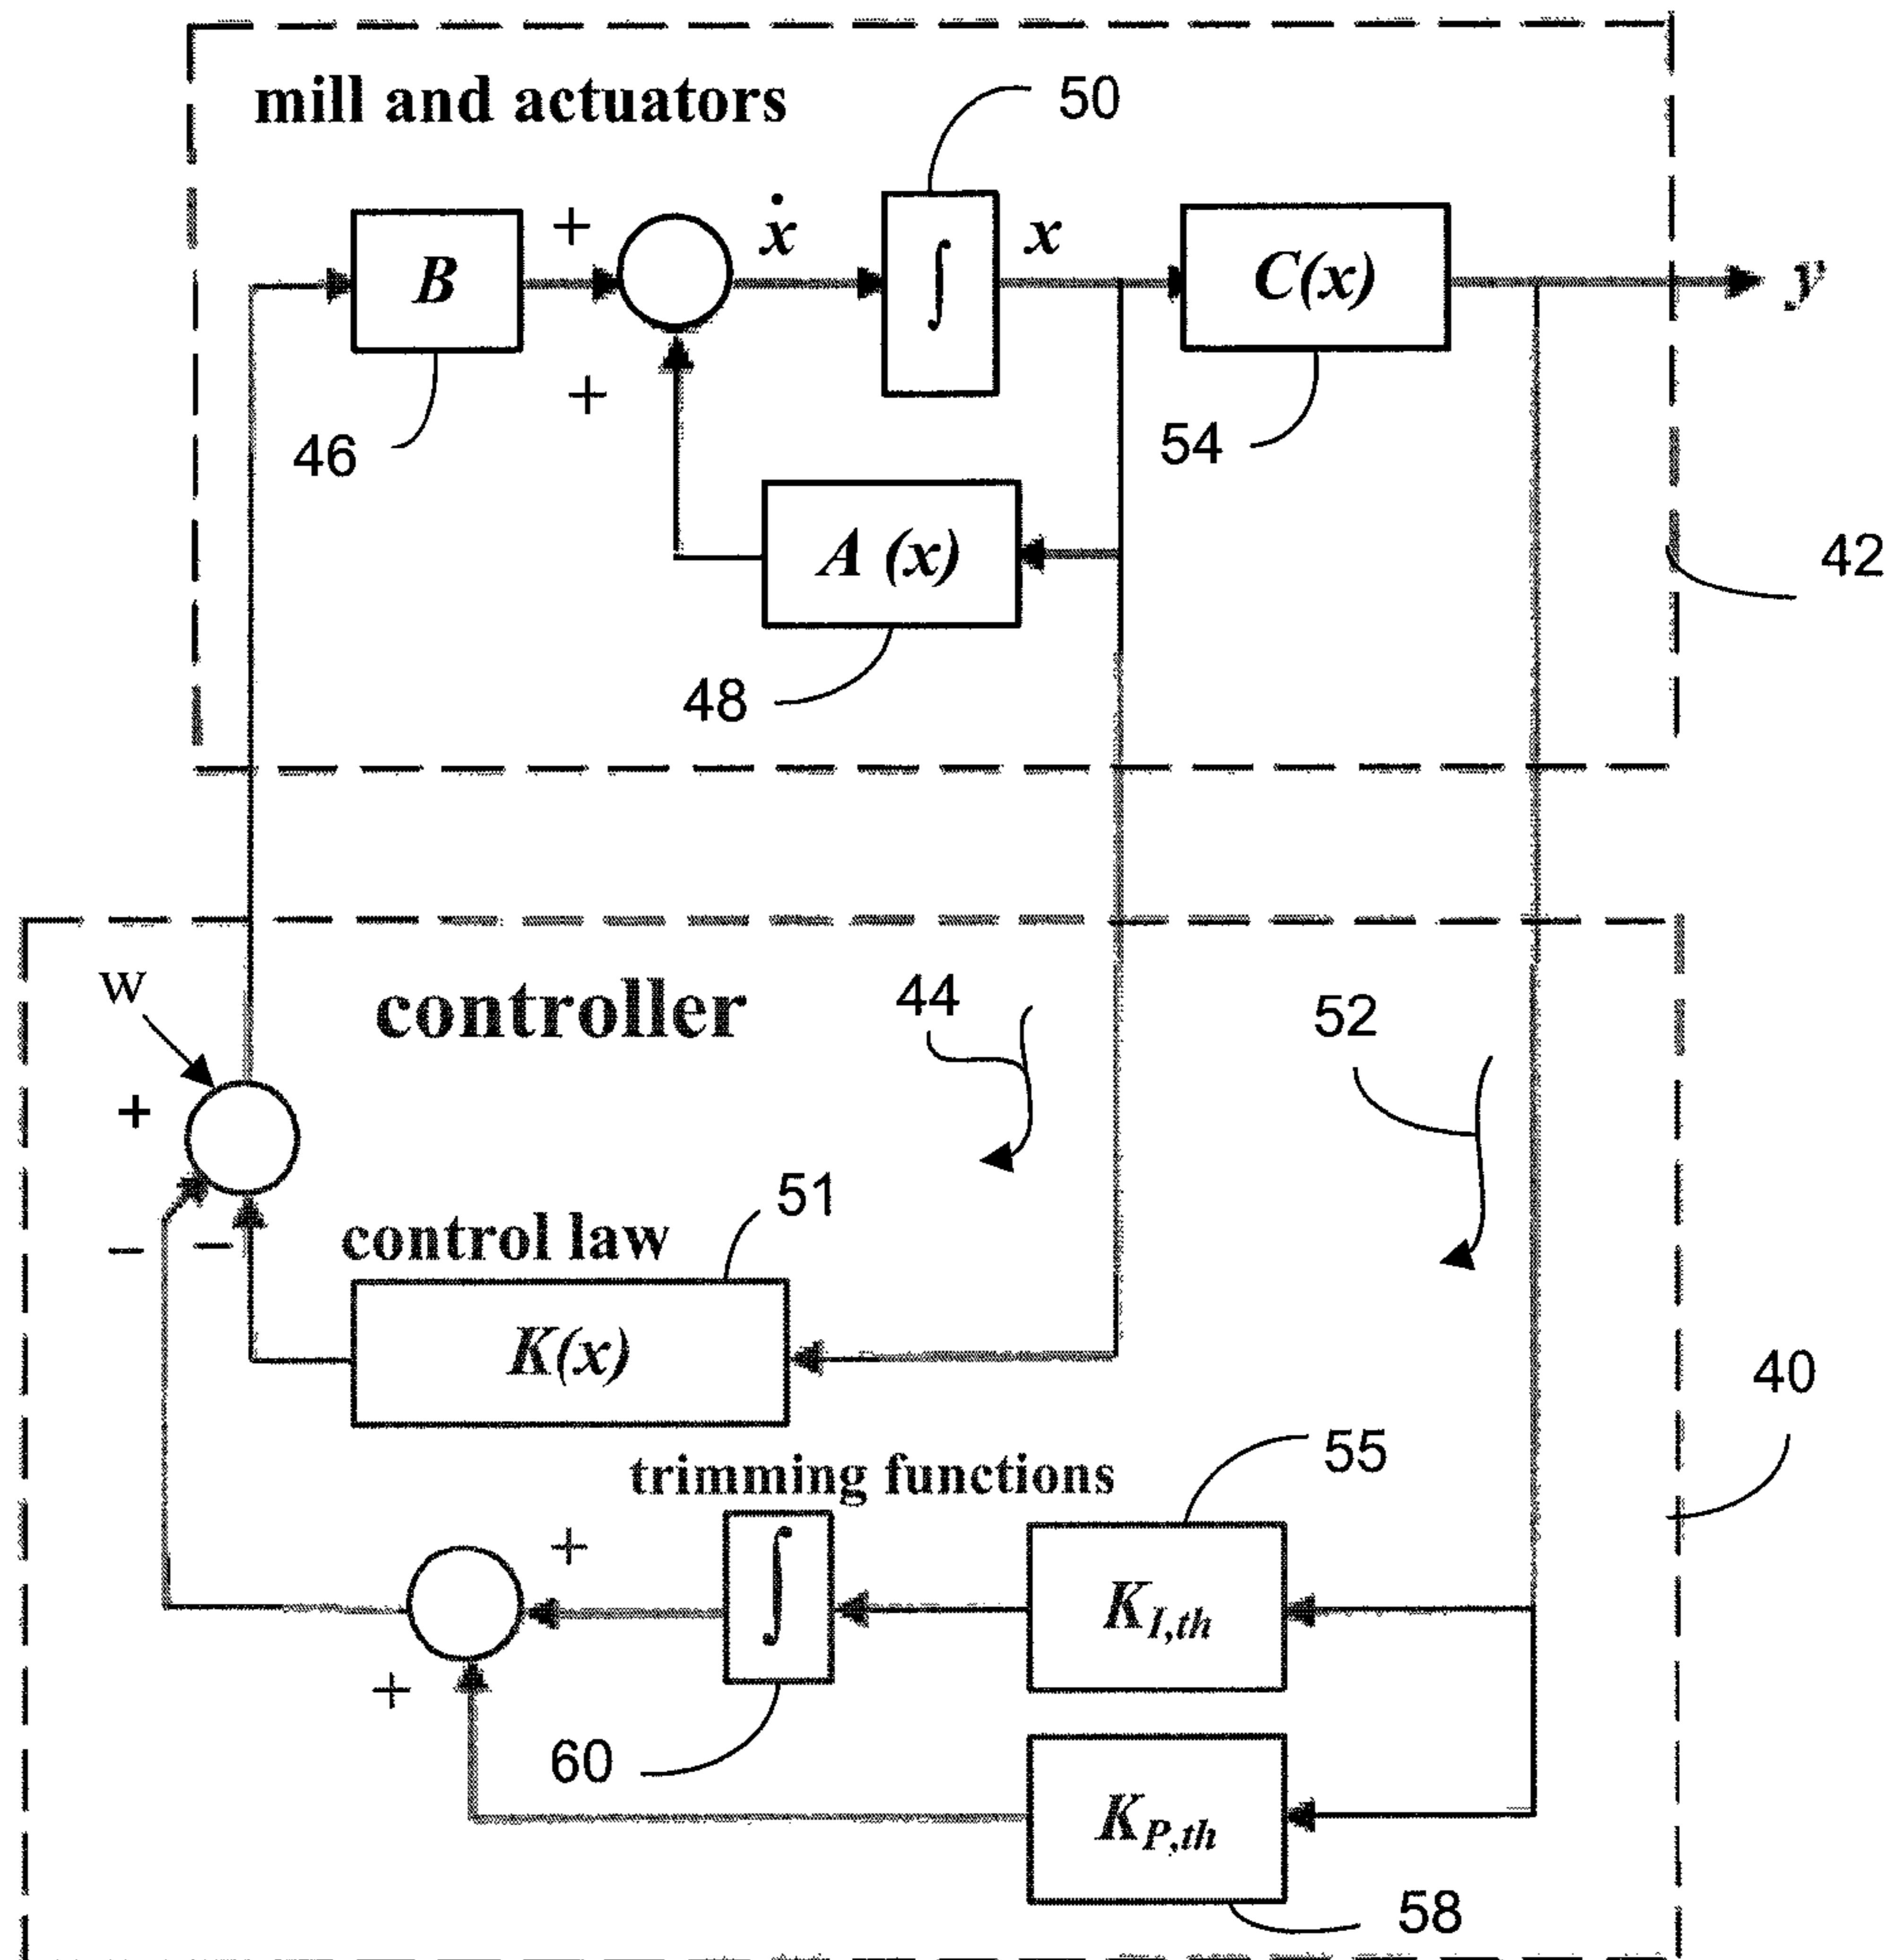 mill and actuators
50
+
ẋ
x
B
∫
C(x)
y
+
46
54
A (x)
42
48
w
controller
44
52
+
51
– –
control law
K(x)
40
trimming functions
55
+
∫
K_I,th
+
60
K_P,th
58